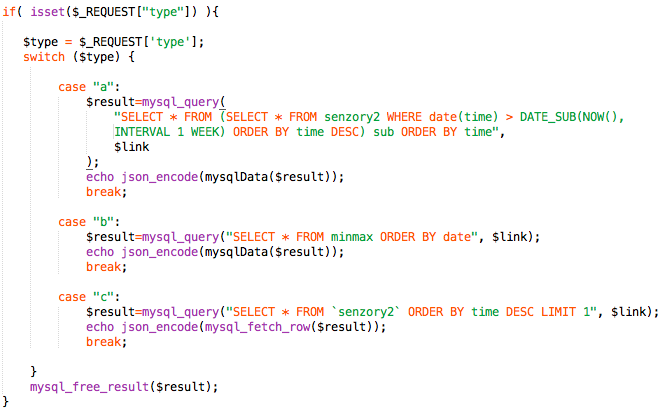 if( isset($_REQUEST["type"]) ){
$type = $_REQUEST['type'];
switch ($type) {
case "a":
$result=mysql_query(
"SELECT * FROM (SELECT * FROM senzory2 WHERE date(time) > DATE_SUB(NOW(),
INTERVAL 1 WEEK) ORDER BY time DESC) sub ORDER BY time",
$link
);
echo json_encode(mysqlData($result));
break;
case "b":
$result=mysql_query("SELECT * FROM minmax ORDER BY date", $link);
echo json_encode(mysqlData($result));
break;
case "c":
$result=mysql_query("SELECT * FROM `senzory2` ORDER BY time DESC LIMIT 1", $link);
echo json_encode(mysql_fetch_row($result));
break;
}
mysql_free_result($result);
}